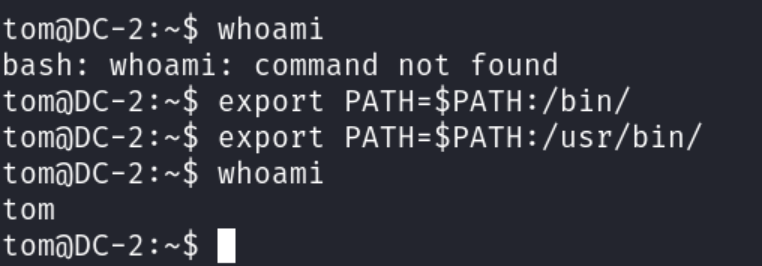 tom@DC-2:~$ whoami
bash: whoami: command not found
tom@DC-2:~$ export PATH=$PATH:/bin/
tom@DC-2:~$ export PATH=$PATH:/usr/bin/
tom@DC-2:~$ whoami
tom
tom@DC-2:~$